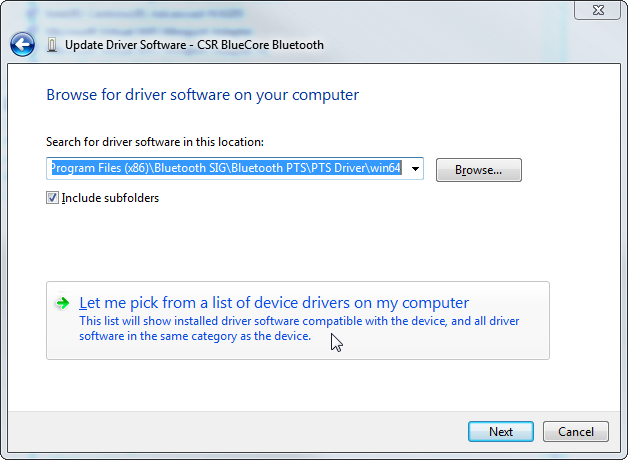 Update Driver Software - CSR BlueCore Bluetooth
Browse for driver software on your computer
Search for driver software in this location:
Program Files (x86)\Bluetooth SIG\Bluetooth PTS\PTS Driver\win64
Browse...
Include subfolders
Let me pick from a list of device drivers on my computer
This list will show installed driver software compatible with the device, and all driver
software in the same category as the device.
Next
Cancel